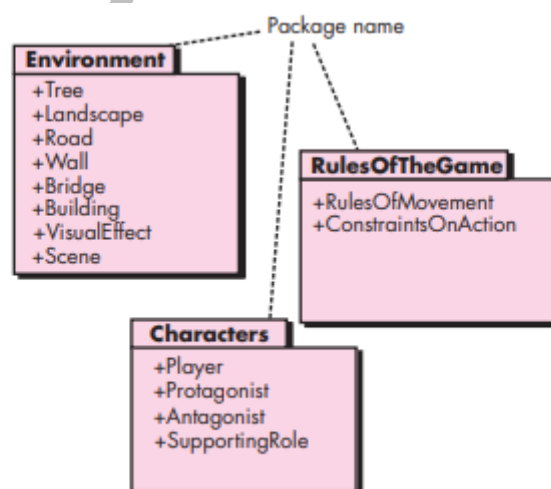 Package name
Environment
+Tree
+Landscape
+Road
+Wall
+Bridge
+Building
+VisualEffect
+Scene
RulesOfTheGame
+RulesOfMovement
+ConstraintsOnAction
Characters
+Player
+Protagonist
+Antagonist
+SupportingRole